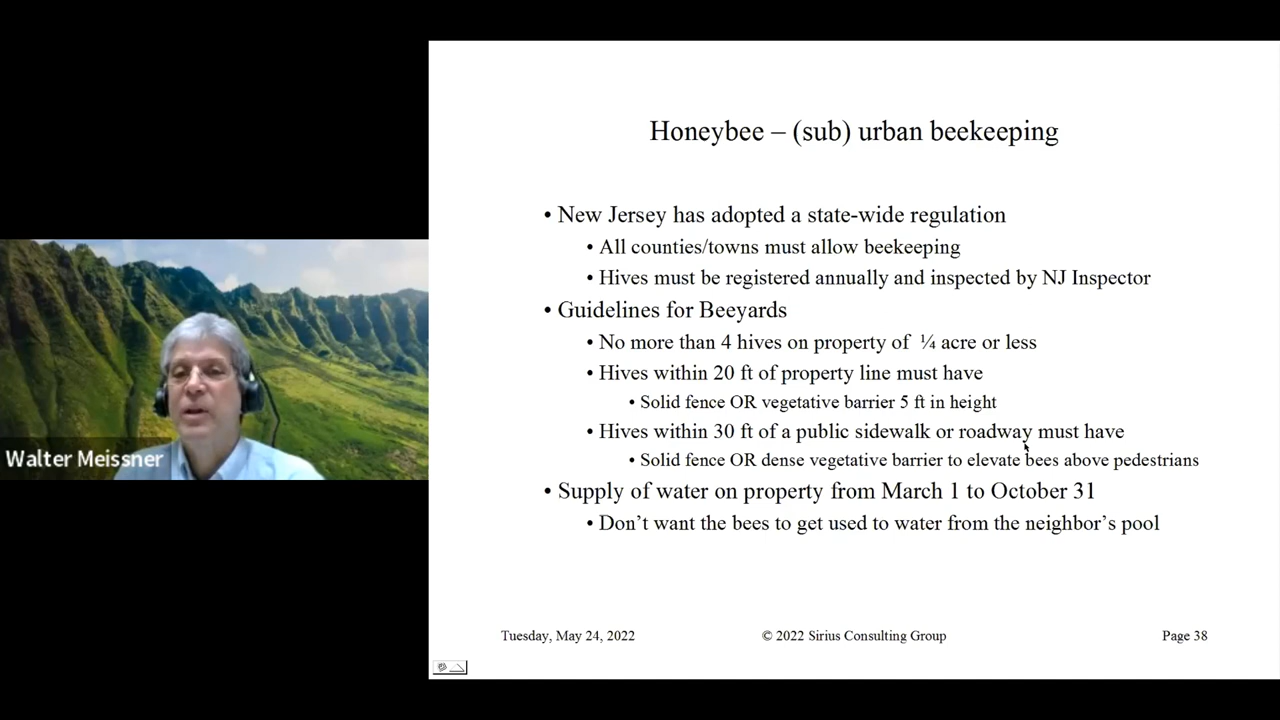 Honeybee – (sub) urban beekeeping
• New Jersey has adopted a state-wide regulation
• All counties/towns must allow beekeeping
• Hives must be registered annually and inspected by NJ Inspector
• Guidelines for Beeyards
• No more than 4 hives on property of ¼ acre or less
• Hives within 20 ft of property line must have
• Solid fence OR vegetative barrier 5 ft in height
• Hives within 30 ft of a public sidewalk or roadway must have
• Solid fence OR dense vegetative barrier to elevate bees above pedestrians
• Supply of water on property from March 1 to October 31
• Don’t want the bees to get used to water from the neighbor’s pool
Tuesday, May 24, 2022
© 2022 Sirius Consulting Group
Page 38
Walter Meissner